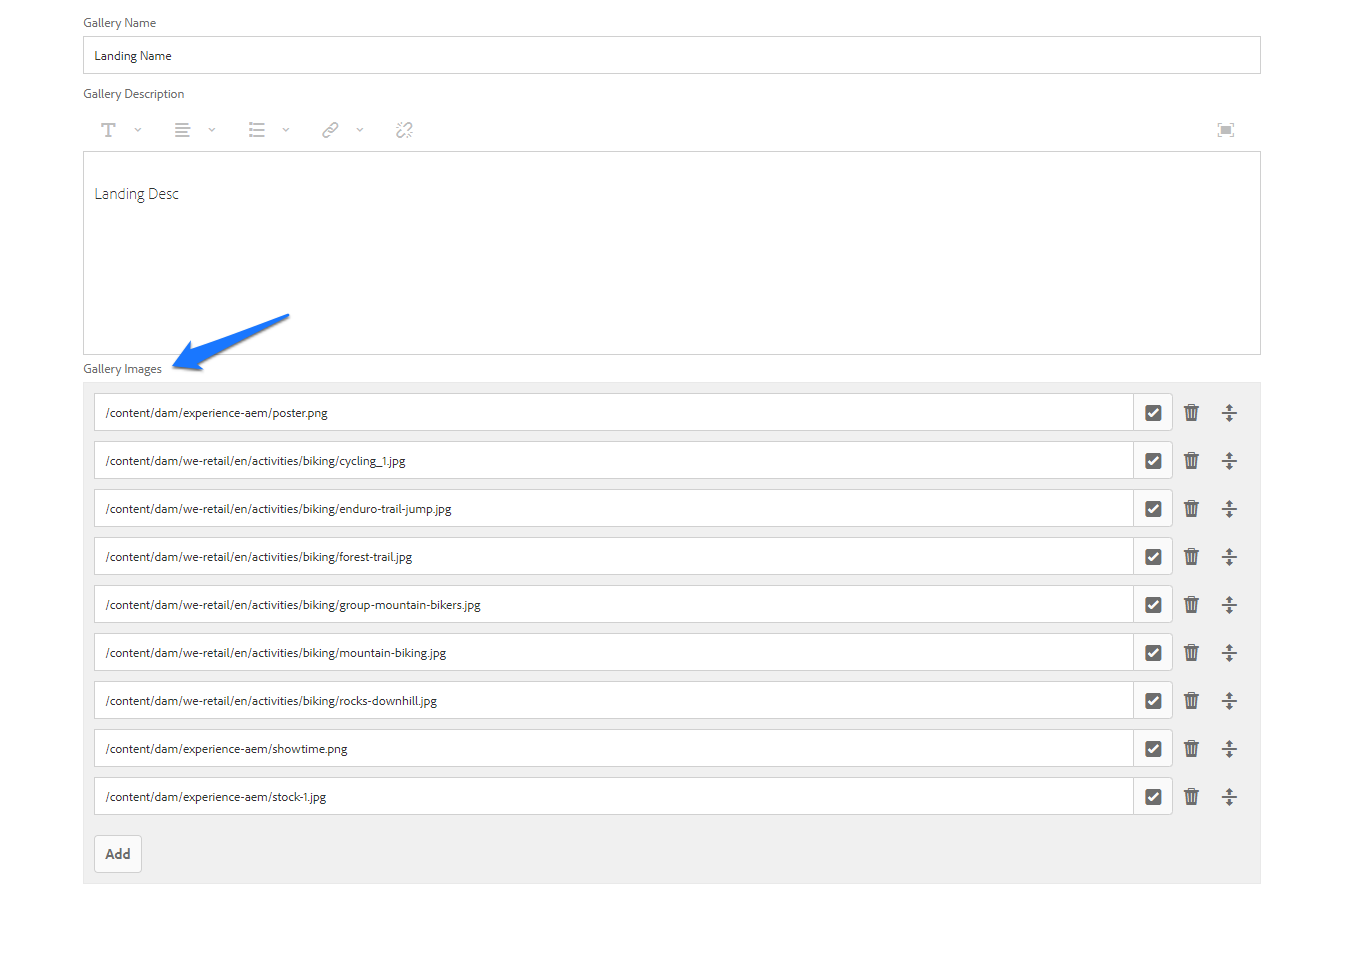 Gallery Name
Landing Name
Gallery Description
Landing Desc
Gallery Images
/content/dam/experience-aem/poster.png
/content/dam/we-retail/en/activities/biking/cycling_1.jpg
/content/dam/we-retail/en/activities/biking/enduro-trail-jump.jpg
/content/dam/we-retail/en/activities/biking/forest-trail.jpg
/content/dam/we-retail/en/activities/biking/group-mountain-bikers.jpg
/content/dam/we-retail/en/activities/biking/mountain-biking.jpg
/content/dam/we-retail/en/activities/biking/rocks-downhill.jpg
/content/dam/experience-aem/showtime.png
/content/dam/experience-aem/stock-1.jpg
Add